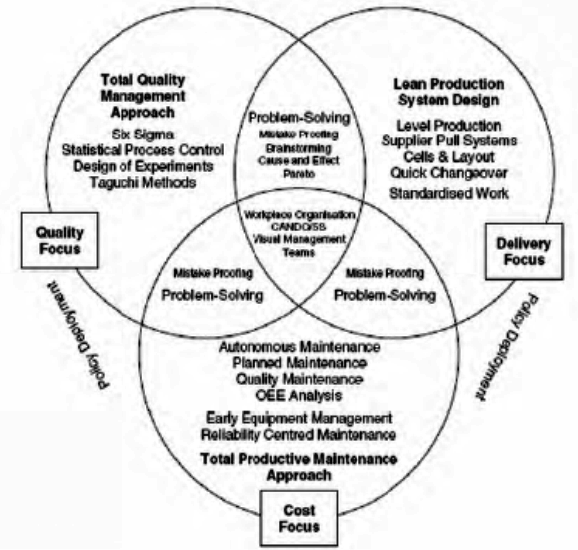 Total Quality
Management
Approach
Six Sigma
Statistical Process Control
Design of Experiments
Taguchi Methods
Quality
Focus
Problem-Solving
Mistake Proofing
Brainstorming
Cause and Effect
Pareto
Lean Production
System Design
Level Production
Supplier Pull Systems
Cells & Layout
Quick Changeover
Standardised Work
Delivery
Focus
Workplace Organisation
CANDO/5S
Visual Management
Teams
Mistake Proofing
Problem-Solving
Mistake Proofing
Problem-Solving
Policy Deployment
Policy Deployment
Autonomous Maintenance
Planned Maintenance
Quality Maintenance
OEE Analysis
Early Equipment Management
Reliability Centred Maintenance
Total Productive Maintenance
Approach
Cost
Focus